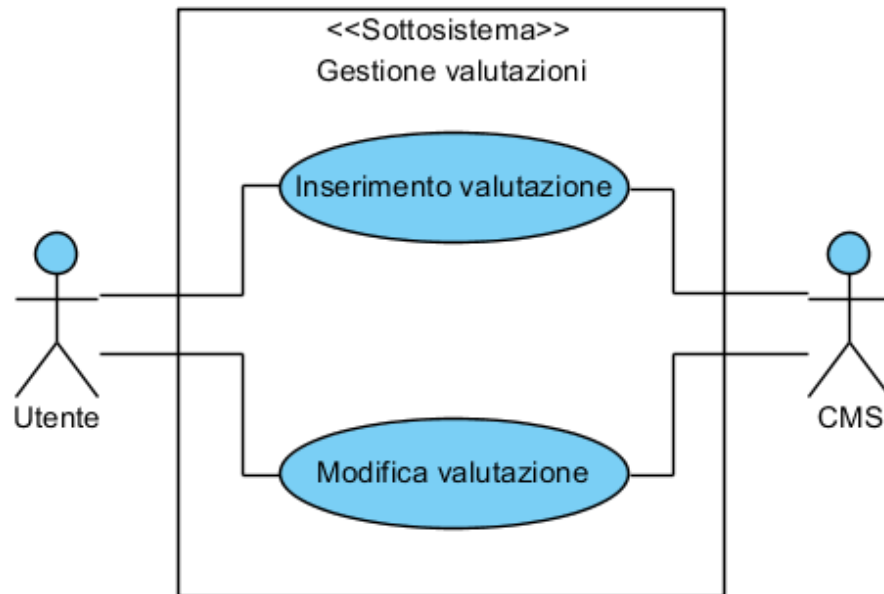 <<Sottosistema>>
Gestione valutazioni
Inserimento valutazione
Utente
CMS
Modifica valutazione